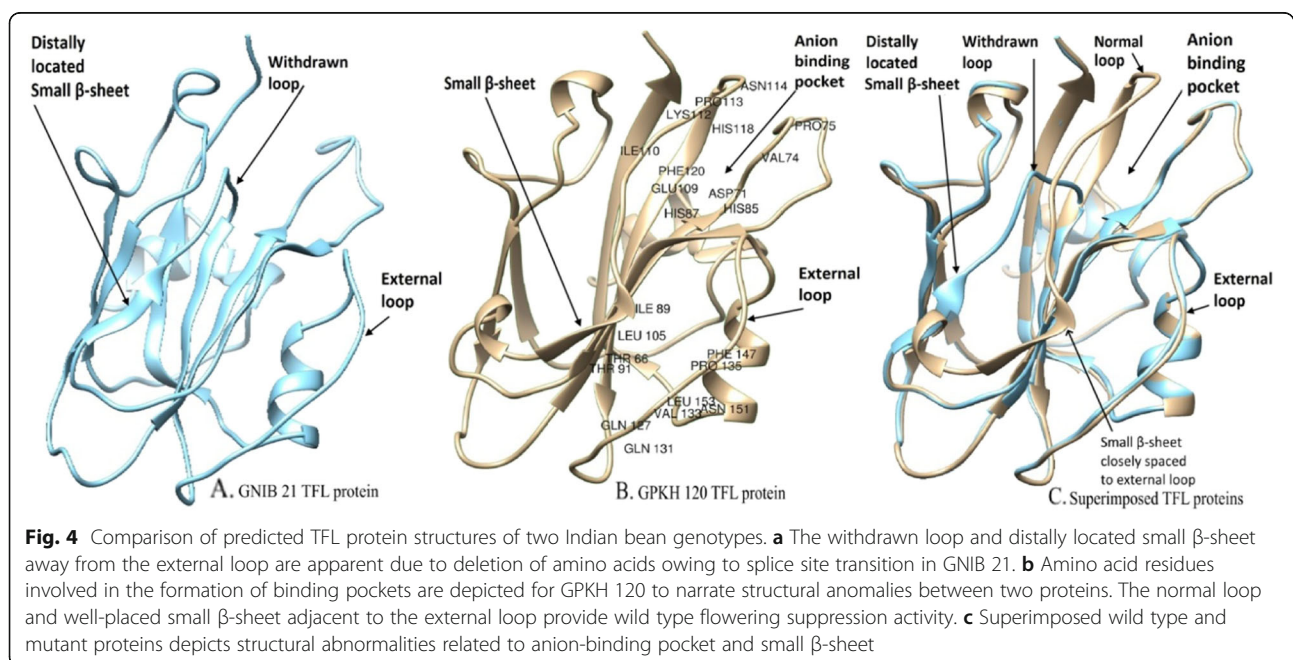 Distally
located
Small β-sheet
Withdrawn
loop
External
loop
A. GNIB 21 TFL protein
Small β-sheet
Anion
binding
pocket
ASN114
PRO113
LYS112
HIS118
PRO75
ILE110
VAL74
PHE120
GLU109
ASP71
HIS87
HIS85
External
loop
ILE 89
LEU 105
THR 66
THR 91
PHE 147
PRO 135
LEU 153
VAL 133
ASN 151
GLN 127
GLN 131
B. GPKH 120 TFL protein
Distally
located
Small β-sheet
Withdrawn
loop
Normal
loop
Anion
binding
pocket
External
loop
Small β-sheet
closely spaced
to external loop
C. Superimposed TFL proteins
Fig. 4 Comparison of predicted TFL protein structures of two Indian bean genotypes. a The withdrawn loop and distally located small β-sheet
away from the external loop are apparent due to deletion of amino acids owing to splice site transition in GNIB 21. b Amino acid residues
involved in the formation of binding pockets are depicted for GPKH 120 to narrate structural anomalies between two proteins. The normal loop
and well-placed small β-sheet adjacent to the external loop provide wild type flowering suppression activity. c Superimposed wild type and
mutant proteins depicts structural abnormalities related to anion-binding pocket and small β-sheet